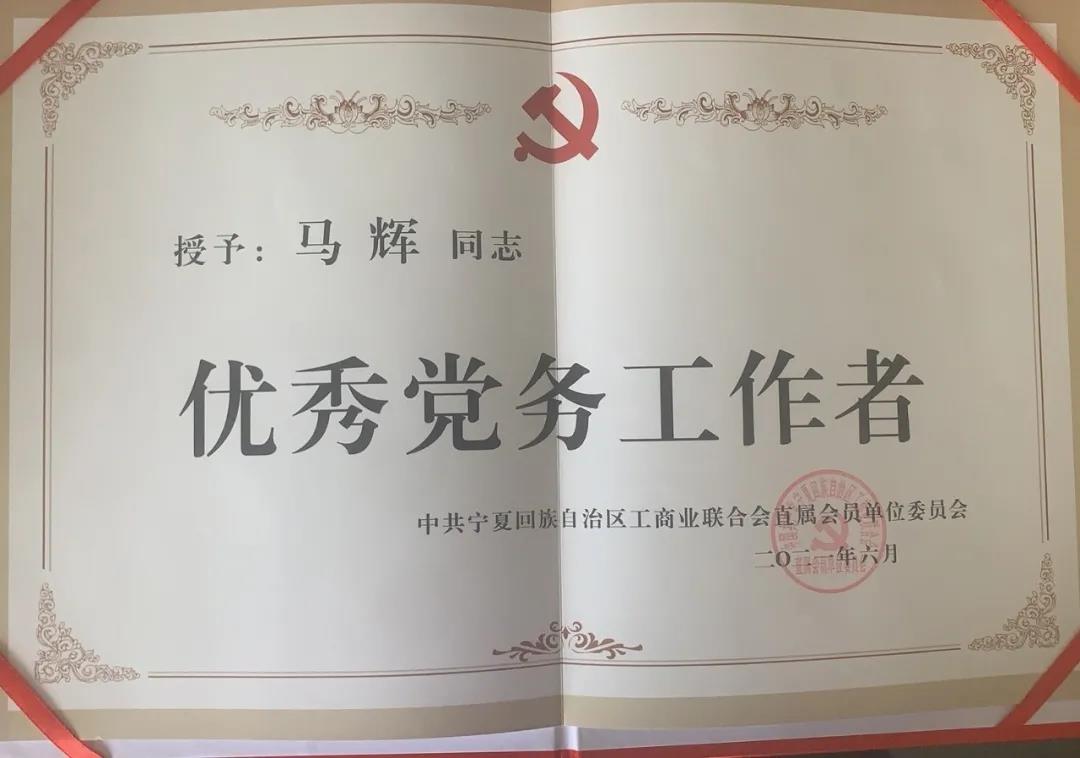 授予：马辉 同志
优秀党务工作者
中共宁夏回族自治区工商业联合会直属会员单位委员会
二〇二一年六月